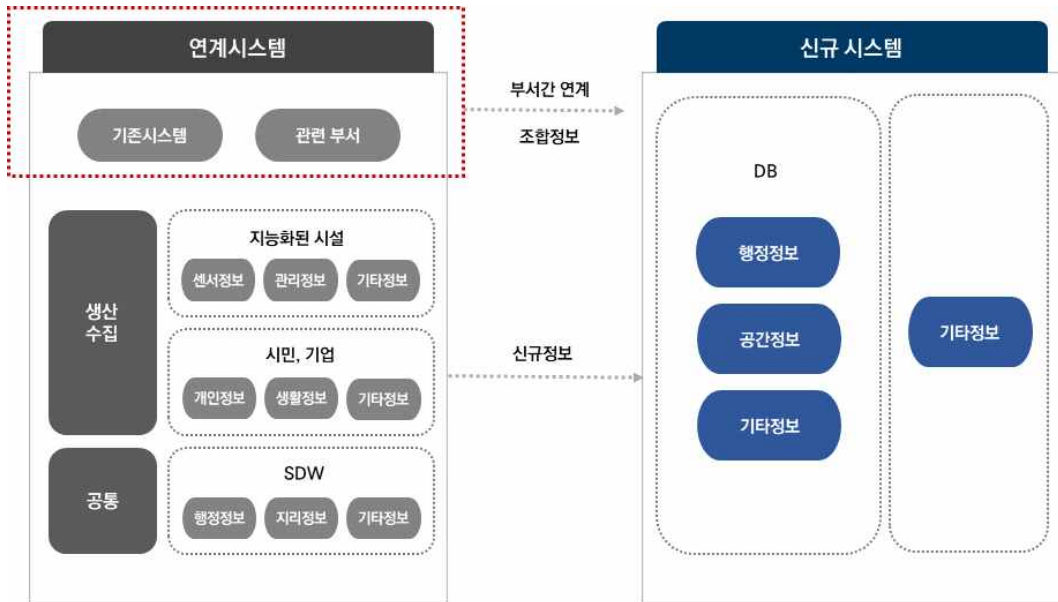 연계시스템
기존시스템
관련 부서
생산
수집
지능화된 시설
센서정보
관리정보
기타정보
시민, 기업
개인정보
생활정보
기타정보
공통
SDW
행정정보
지리정보
기타정보
부서간 연계
조합정보
신규정보
신규 시스템
DB
행정정보
공간정보
기타정보
기타정보